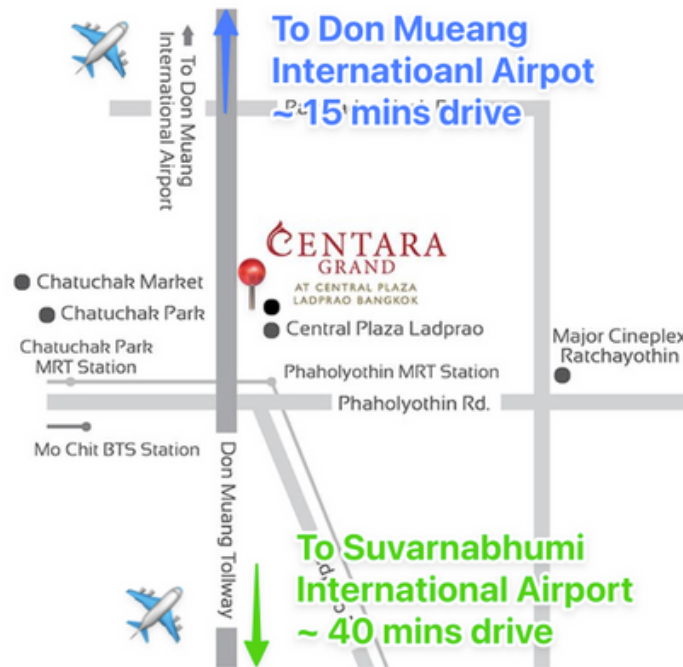 To Don Mueang
Internatioanl Airpot
~ 15 mins drive
To Don Muang
International Airport
CENTARA
GRAND
AT CENTRAL PLAZA
LADPRAO BANGKOK
Chatuchak Market
Chatuchak Park
Central Plaza Ladprao
Chatuchak Park
MRT Station
Phaholyothin MRT Station
Major Cineplex
Ratchayothin
Phaholyothin Rd.
Mo Chit BTS Station
Don Muang Tollway
To Suvarnabhumi
International Airport
~ 40 mins drive